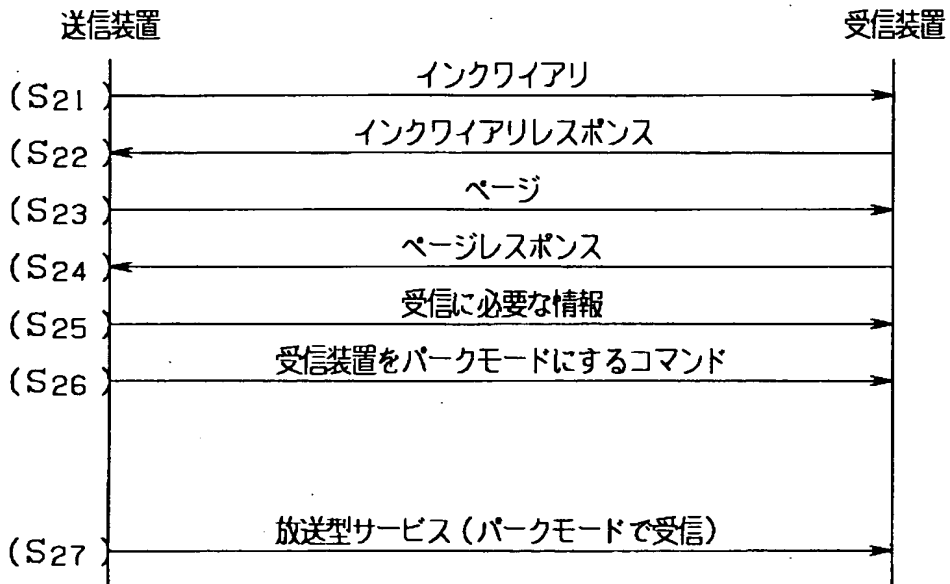 送信装置 受信装置
(S21) インクワイアリ
(S22) インクワイアリレスポンス
(S23) ページ
(S24) ページレスポンス
(S25) 受信に必要な情報
(S26) 受信装置をパークモードにするコマンド
(S27) 放送型サービス(パークモードで受信)